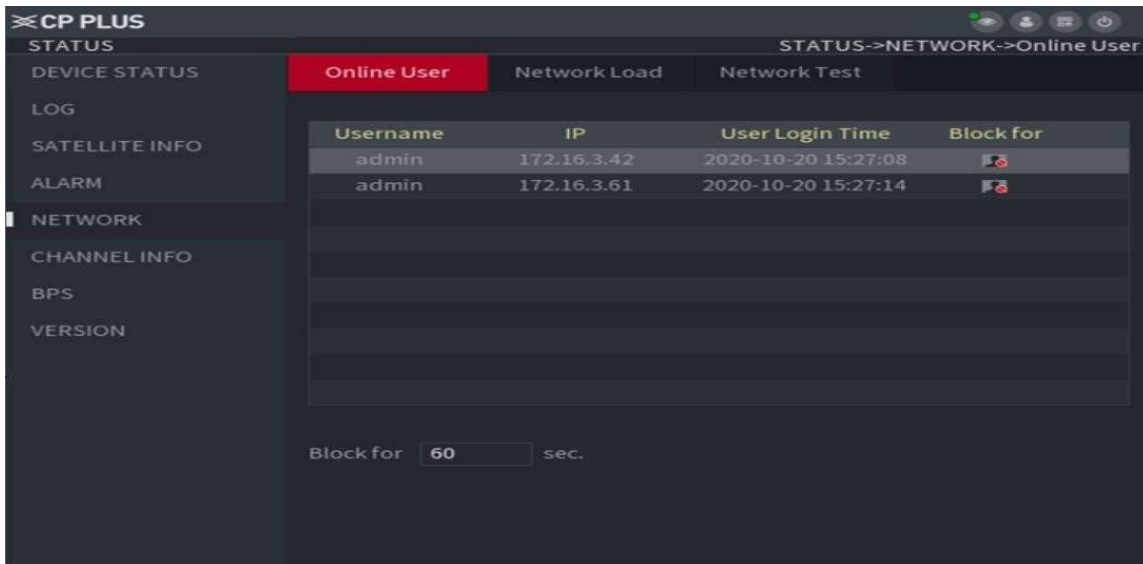 CP PLUS
STATUS
STATUS->NETWORK->Online User
DEVICE STATUS
LOG
SATELLITE INFO
ALARM
NETWORK
CHANNEL INFO
BPS
VERSION
Online User Network Load Network Test
Username IP User Login Time Block for
admin 172.16.3.42 2020-10-20 15:27:08
admin 172.16.3.61 2020-10-20 15:27:14
Block for 60 sec.